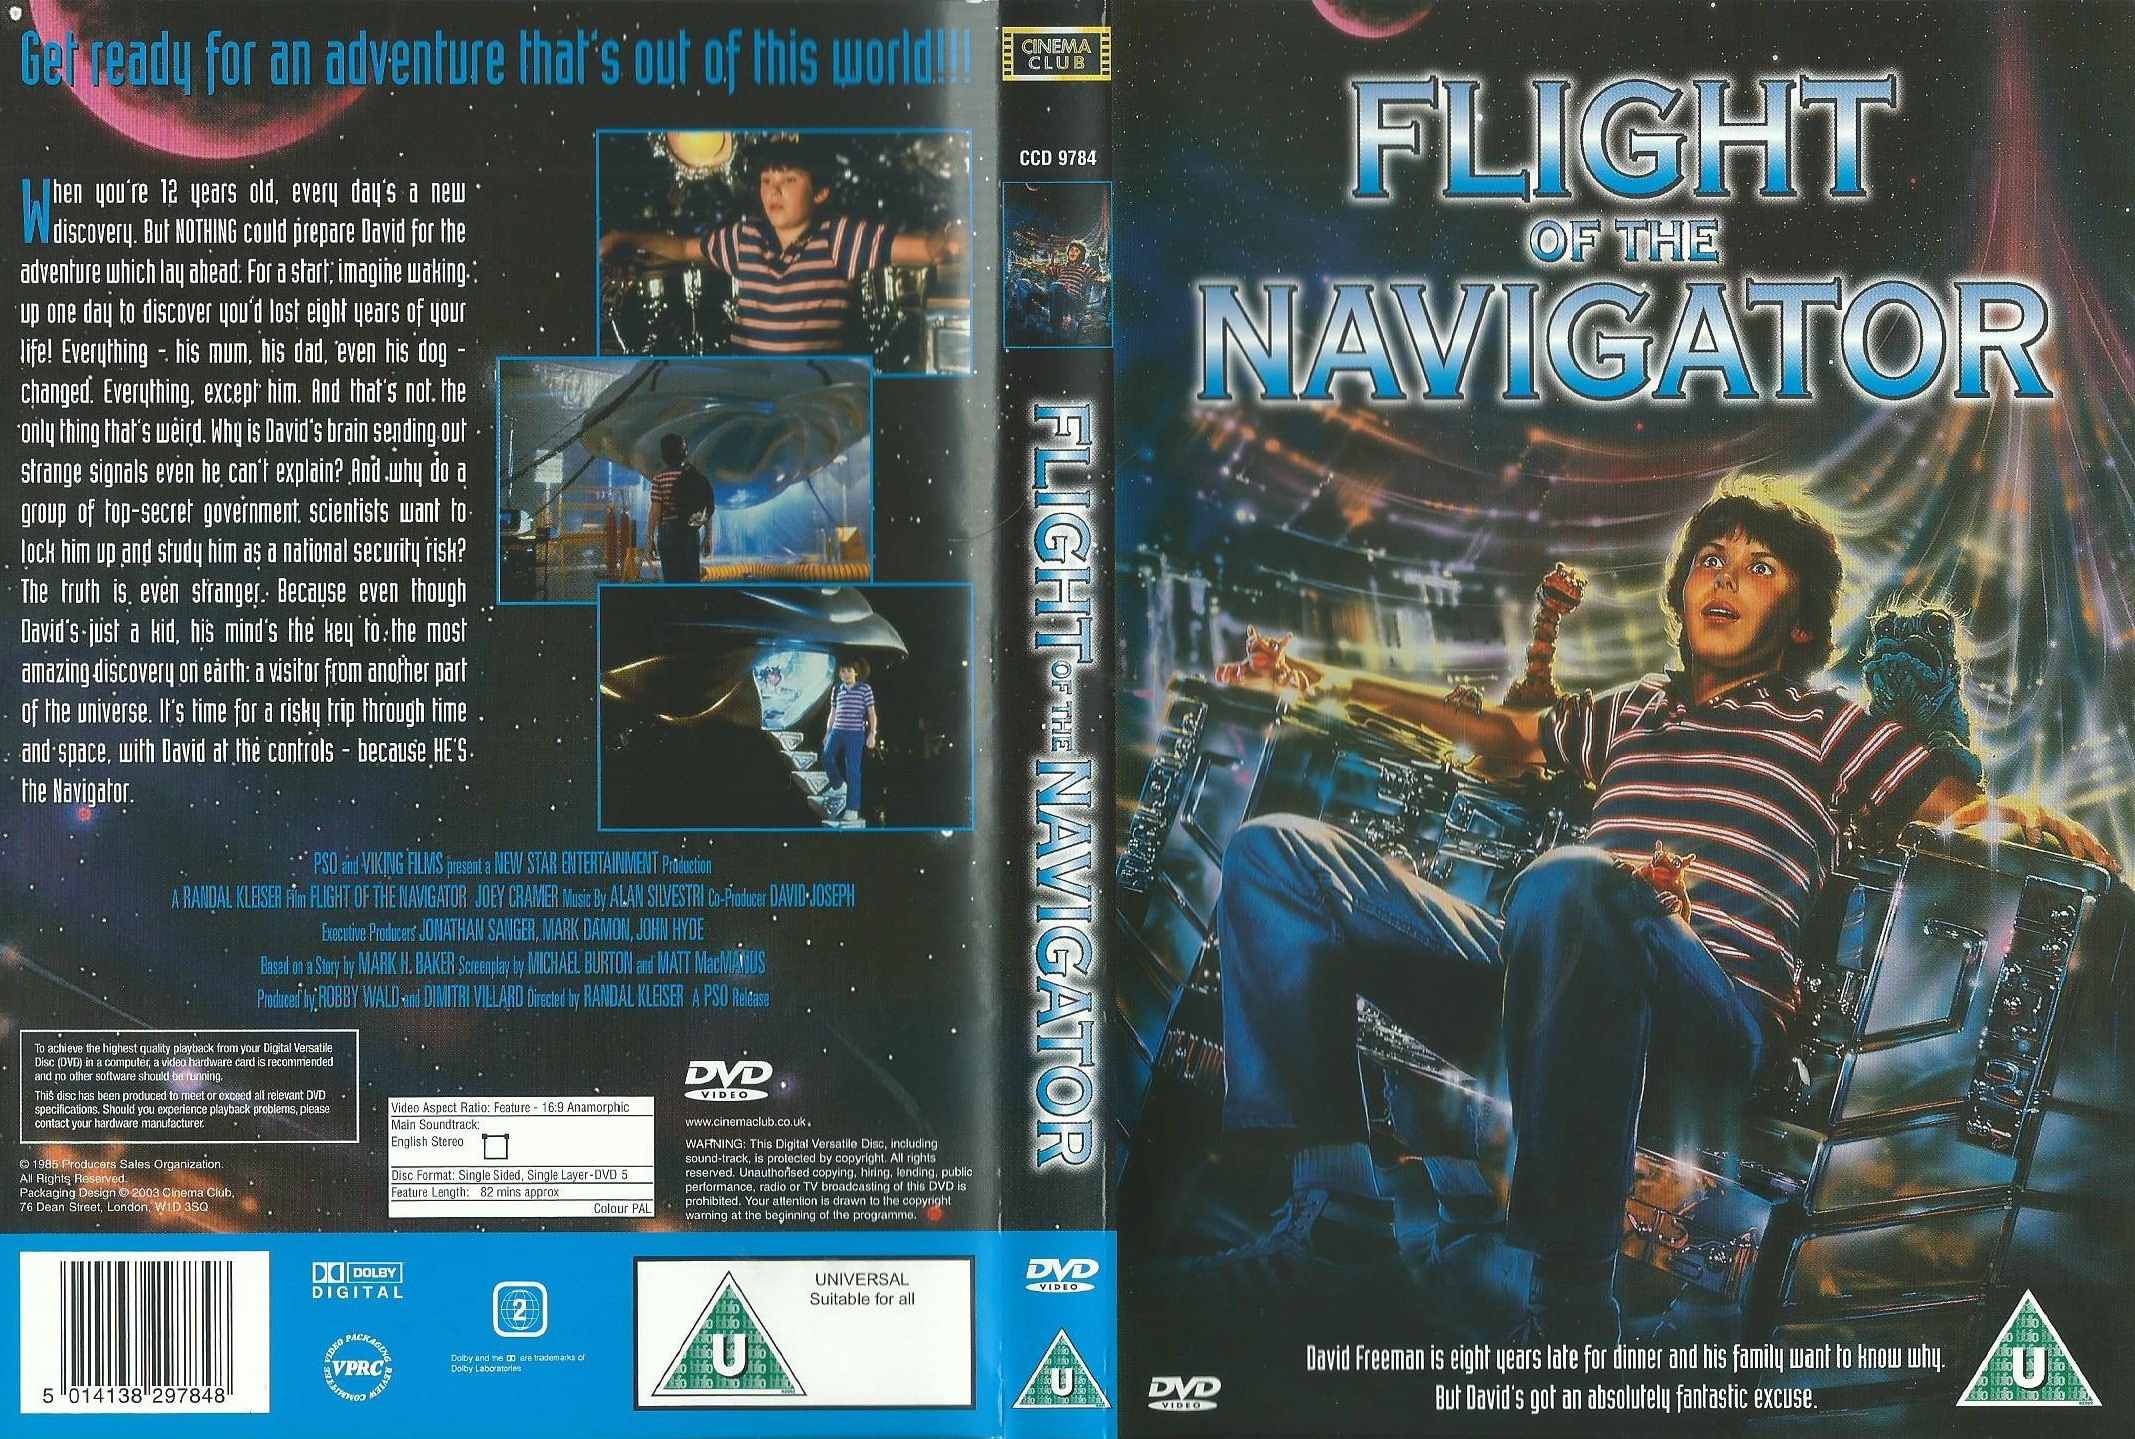 Get ready for an adventure that's out of this world!!!
When you're 12 years old, every day's a new
discovery. But NOTHING could prepare David for the
adventure which lay ahead. For a start, imagine waking
up one day to discover you'd lost eight years of your
life! Everything - his mum, his dad, even his dog -
changed. Everything, except him. And that's not the
only thing that's weird. Why is David's brain sending out
strange signals even he can't explain? And why do a
group of top-secret government scientists want to
lock him up and study him as a national security risk?
The truth is even stranger. Because even though
David's just a kid, his mind's the key to the most
amazing discovery on earth: a visitor from another part
of the universe. It's time for a risky trip through time
and space, with David at the controls - because HE'S
the Navigator.
PSO and VIKING FILMS present a NEW STAR ENTERTAINMENT Production
A RANDAL KLEISER Film FLIGHT OF THE NAVIGATOR JOEY CRAMER Music By ALAN SILVESTRI Co-Producer DAVID JOSEPH
Executive Producers JONATHAN SANGER, MARK DAMON, JOHN HYDE
Based on a Story by MARK H. BAKER Screenplay by MICHAEL BURTON and MATT MacMANUS
Produced by ROBBY WALD and DIMITRI VILLARD Directed by RANDAL KLEISER A PSO Release
To achieve the highest quality playback from your Digital Versatile
Disc (DVD) in a computer, a video hardware card is recommended
and no other software should be running.
This disc has been produced to meet or exceed all relevant DVD
specifications. Should you experience playback problems, please
contact your hardware manufacturer.
© 1985 Producers Sales Organization.
All Rights Reserved.
Packaging Design © 2003 Cinema Club,
76 Dean Street, London, W1D 3SQ
Video Aspect Ratio: Feature - 16:9 Anamorphic
Main Soundtrack:
English Stereo
Disc Format: Single Sided, Single Layer-DVD 5
Feature Length: 82 mins approx
Colour PAL
DVD
VIDEO
www.cinemaclub.co.uk
WARNING: This Digital Versatile Disc, including
sound-track, is protected by copyright. All rights
reserved. Unauthorised copying, hiring, lending, public
performance, radio or TV broadcasting of this DVD is
prohibited. Your attention is drawn to the copyright
warning at the beginning of the programme.
5 014138 297848
DOLBY
DIGITAL
VIDEO PACKAGING REVIEW COMMITTEE
VPRC
2
Dolby and the are trademarks of
Dolby Laboratories
U
UNIVERSAL
Suitable for all
CINEMA
CLUB
CCD 9784
FLIGHT OF THE NAVIGATOR
DVD
VIDEO
U
FLIGHT
OF THE
NAVIGATOR
David Freeman is eight years late for dinner and his family want to know why.
But David's got an absolutely fantastic excuse.
DVD
VIDEO
U